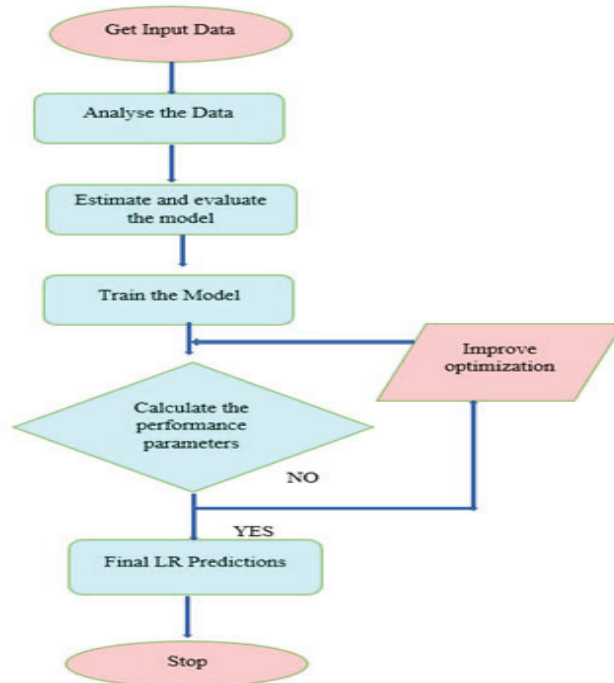 Get Input Data
Analyse the Data
Estimate and evaluate
the model
Train the Model
Improve
optimization
Calculate the
performance
parameters
NO
YES
Final LR Predictions
Stop